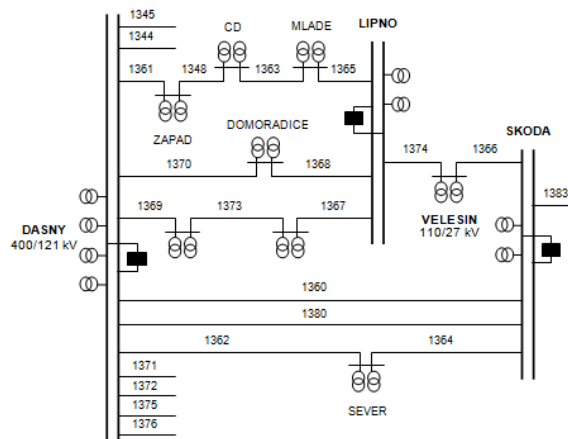 1345
LIPNO
CD
MLADE
1344
1361
1348
1363
1365
ZAPAD
DOMORADICE
SKODA
1374
1366
1370
1368
1383
1369
1373
1367
VELESIN
110/27 kV
DASNY
400/121 kV
1360
1380
1362
1364
1371
1372
1375
SEVER
1376